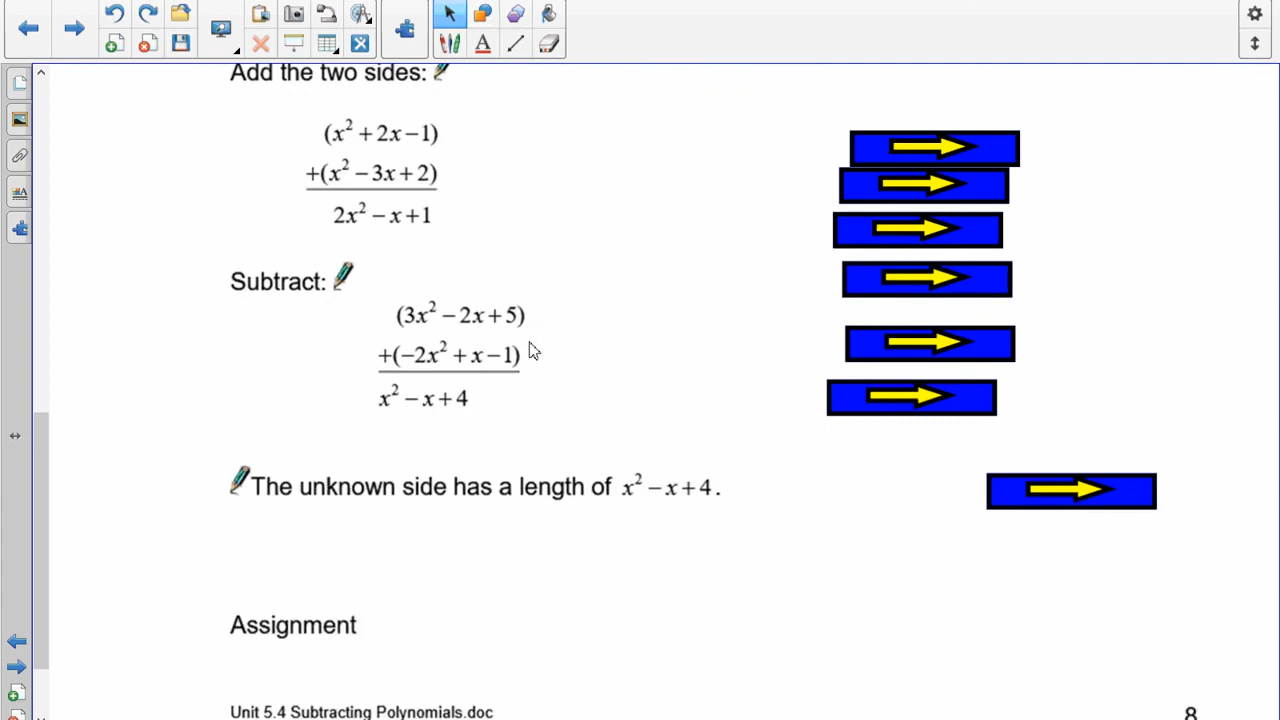 Add the two sides:
(x² + 2x − 1)
+(x² − 3x + 2)
2x² − x + 1
Subtract:
(3x² − 2x + 5)
+(−2x² + x − 1)
x² − x + 4
The unknown side has a length of x² − x + 4.
Assignment
Unit 5.4 Subtracting Polynomials.doc
8